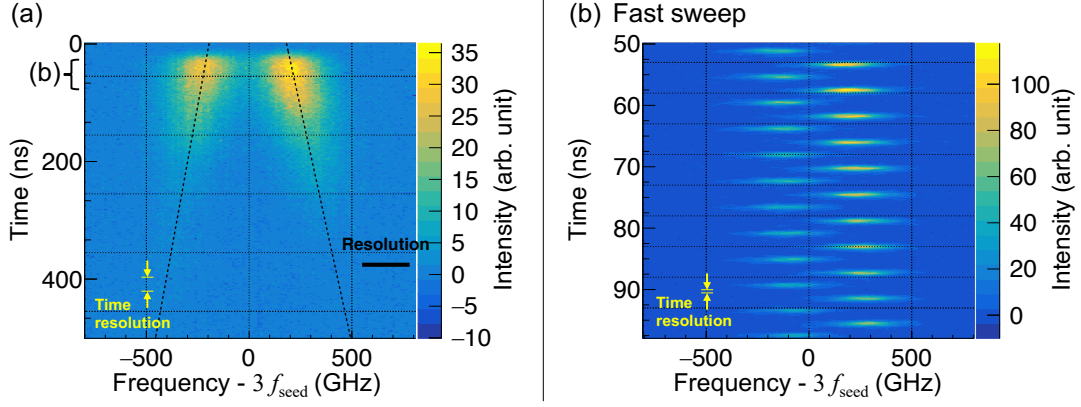 (a)
(b)
0
200
400
Time (ns)
−500
0
500
Frequency - 3 f_seed (GHz)
Resolution
Time
resolution
35
30
25
20
15
10
5
0
−5
−10
Intensity (arb. unit)
(b) Fast sweep
50
60
70
80
90
Time (ns)
−500
0
500
Frequency - 3 f_seed (GHz)
Time
resolution
100
80
60
40
20
0
Intensity (arb. unit)